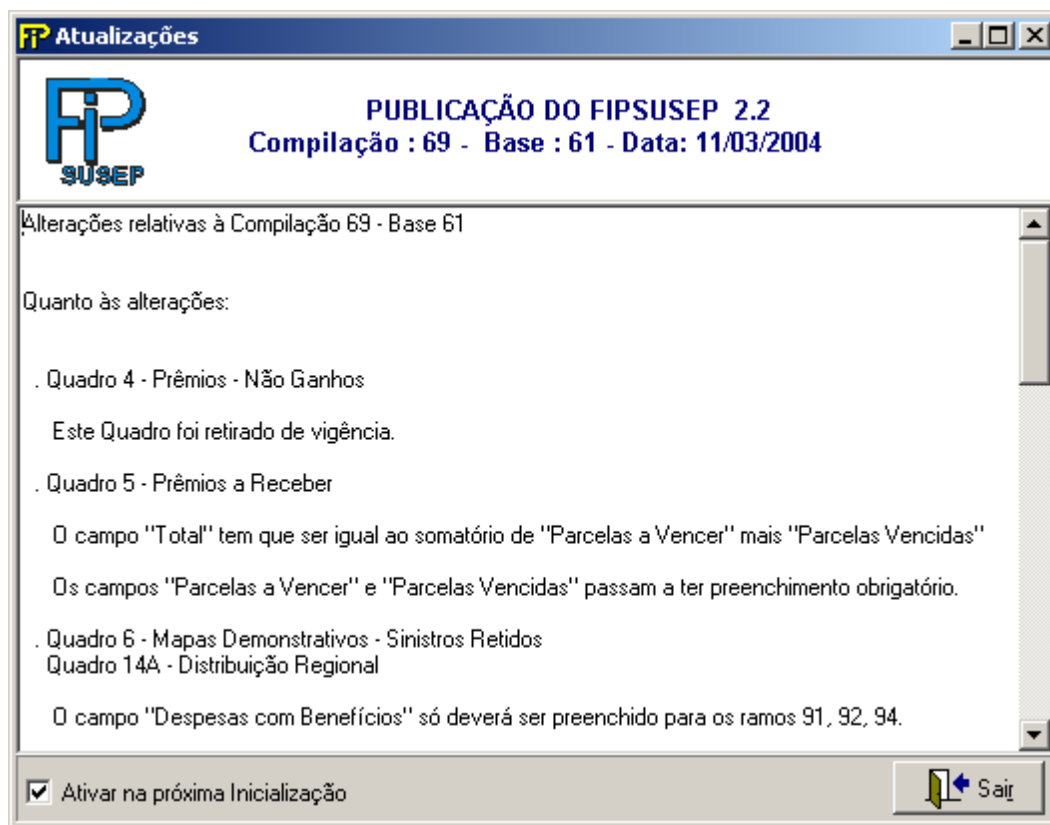 FiP Atualizações
FiP
SUSEP
PUBLICAÇÃO DO FIPSUSEP 2.2
Compilação : 69 - Base : 61 - Data: 11/03/2004
Alterações relativas à Compilação 69 - Base 61
Quanto às alterações:
. Quadro 4 - Prêmios - Não Ganhos
Este Quadro foi retirado de vigência.
. Quadro 5 - Prêmios a Receber
O campo "Total" tem que ser igual ao somatório de "Parcelas a Vencer" mais "Parcelas Vencidas"
Os campos "Parcelas a Vencer" e "Parcelas Vencidas" passam a ter preenchimento obrigatório.
. Quadro 6 - Mapas Demonstrativos - Sinistros Retidos
Quadro 14A - Distribuição Regional
O campo "Despesas com Benefícios" só deverá ser preenchido para os ramos 91, 92, 94.
Ativar na próxima Inicialização
Sair